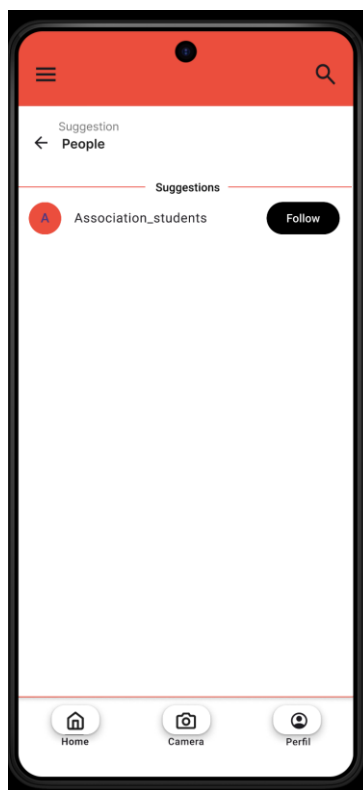 Suggestion
People
Suggestions
A Association_students Follow
Home Camera Perfil